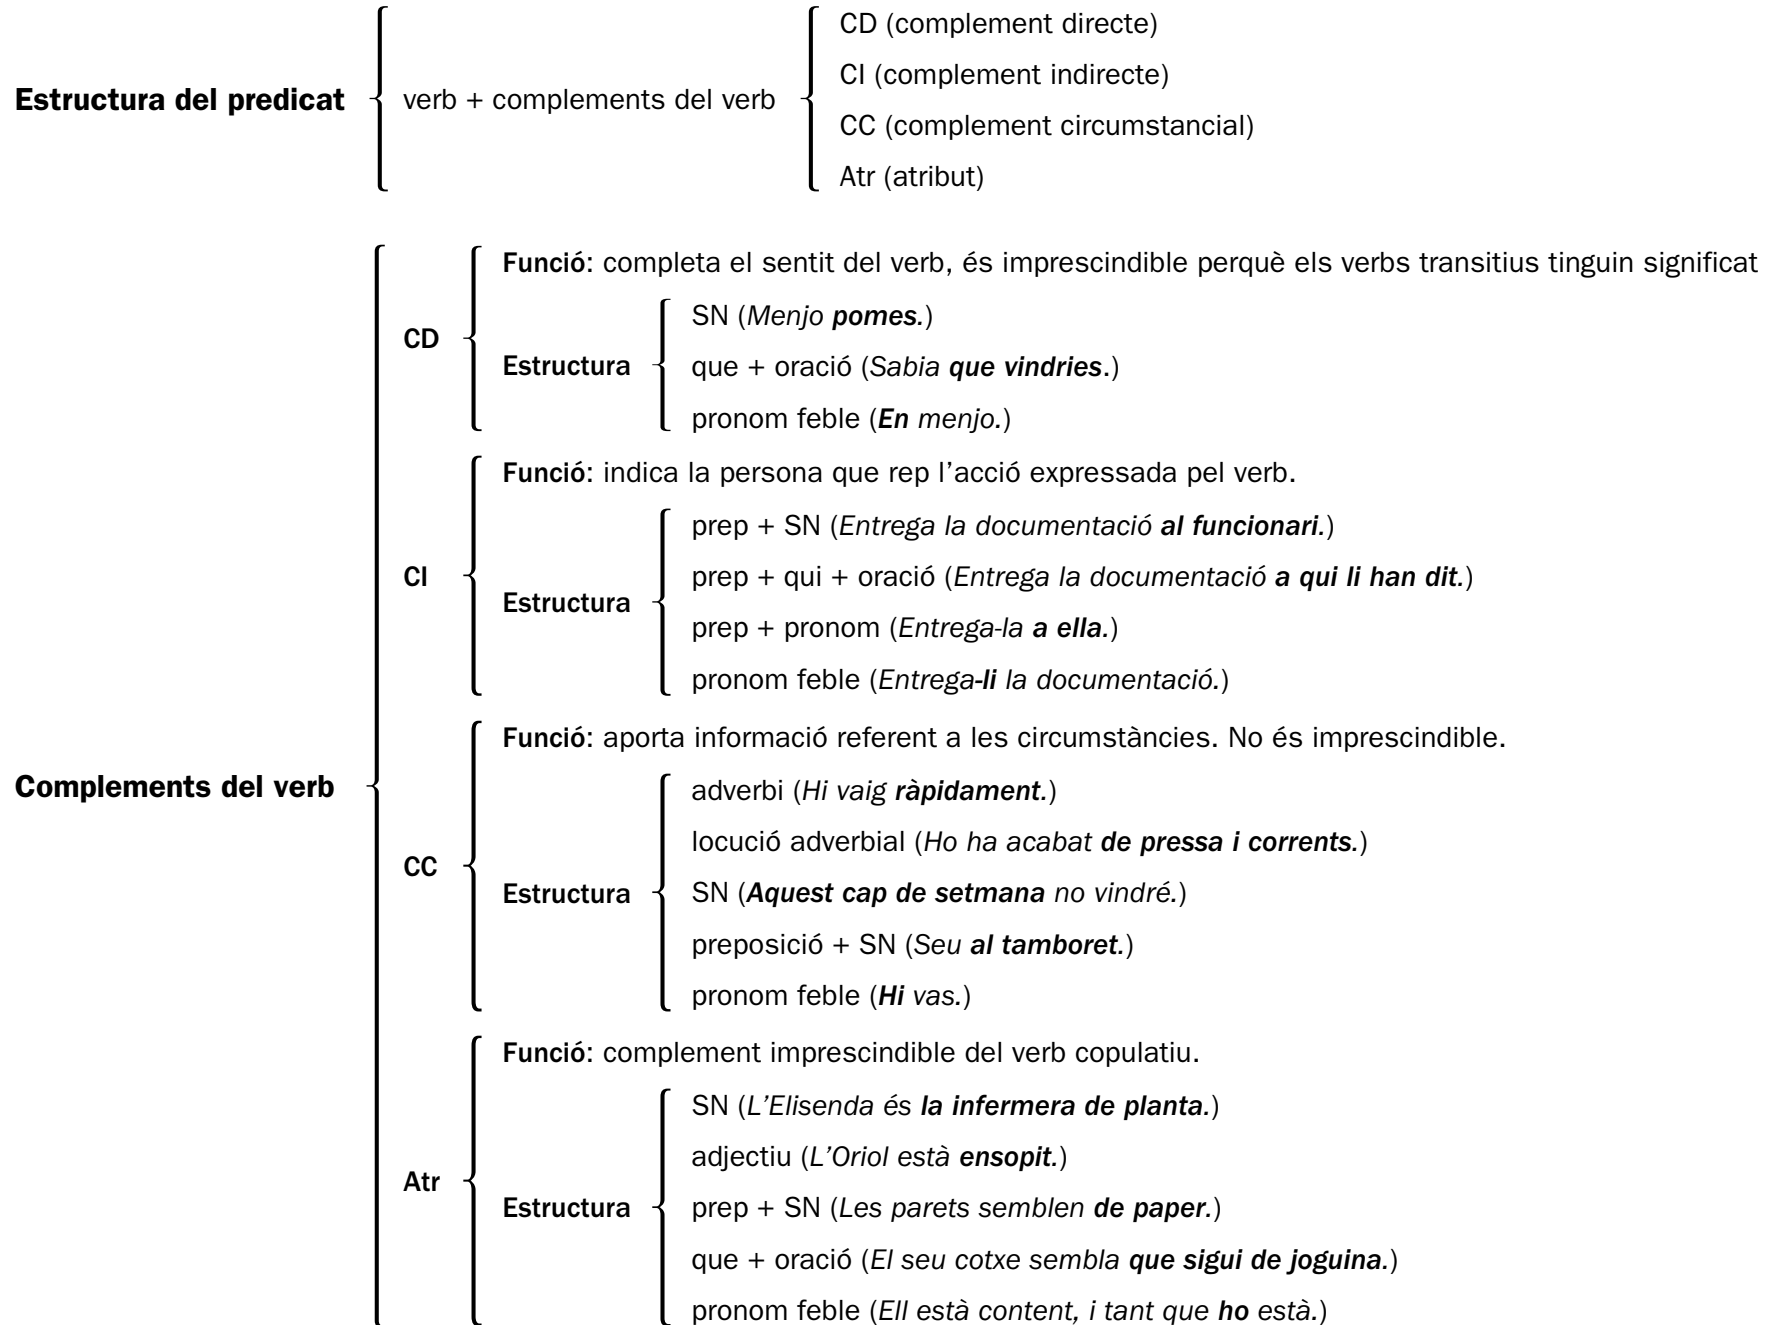 Estructura del predicat
verb + complements del verb
CD (complement directe)
CI (complement indirecte)
CC (complement circumstancial)
Atr (atribut)
Complements del verb
CD
Funció: completa el sentit del verb, és imprescindible perquè els verbs transitius tinguin significat
Estructura
SN (Menjo pomes.)
que + oració (Sabia que vindries.)
pronom feble (En menjo.)
CI
Funció: indica la persona que rep l’acció expressada pel verb.
Estructura
prep + SN (Entrega la documentació al funcionari.)
prep + qui + oració (Entrega la documentació a qui li han dit.)
prep + pronom (Entrega-la a ella.)
pronom feble (Entrega-li la documentació.)
CC
Funció: aporta informació referent a les circumstàncies. No és imprescindible.
Estructura
adverbi (Hi vaig ràpidament.)
locució adverbial (Ho ha acabat de pressa i corrents.)
SN (Aquest cap de setmana no vindré.)
preposició + SN (Seu al tamboret.)
pronom feble (Hi vas.)
Atr
Funció: complement imprescindible del verb copulatiu.
Estructura
SN (L’Elisenda és la infermera de planta.)
adjectiu (L’Oriol està ensopit.)
prep + SN (Les parets semblen de paper.)
que + oració (El seu cotxe sembla que sigui de joguina.)
pronom feble (Ell està content, i tant que ho està.)